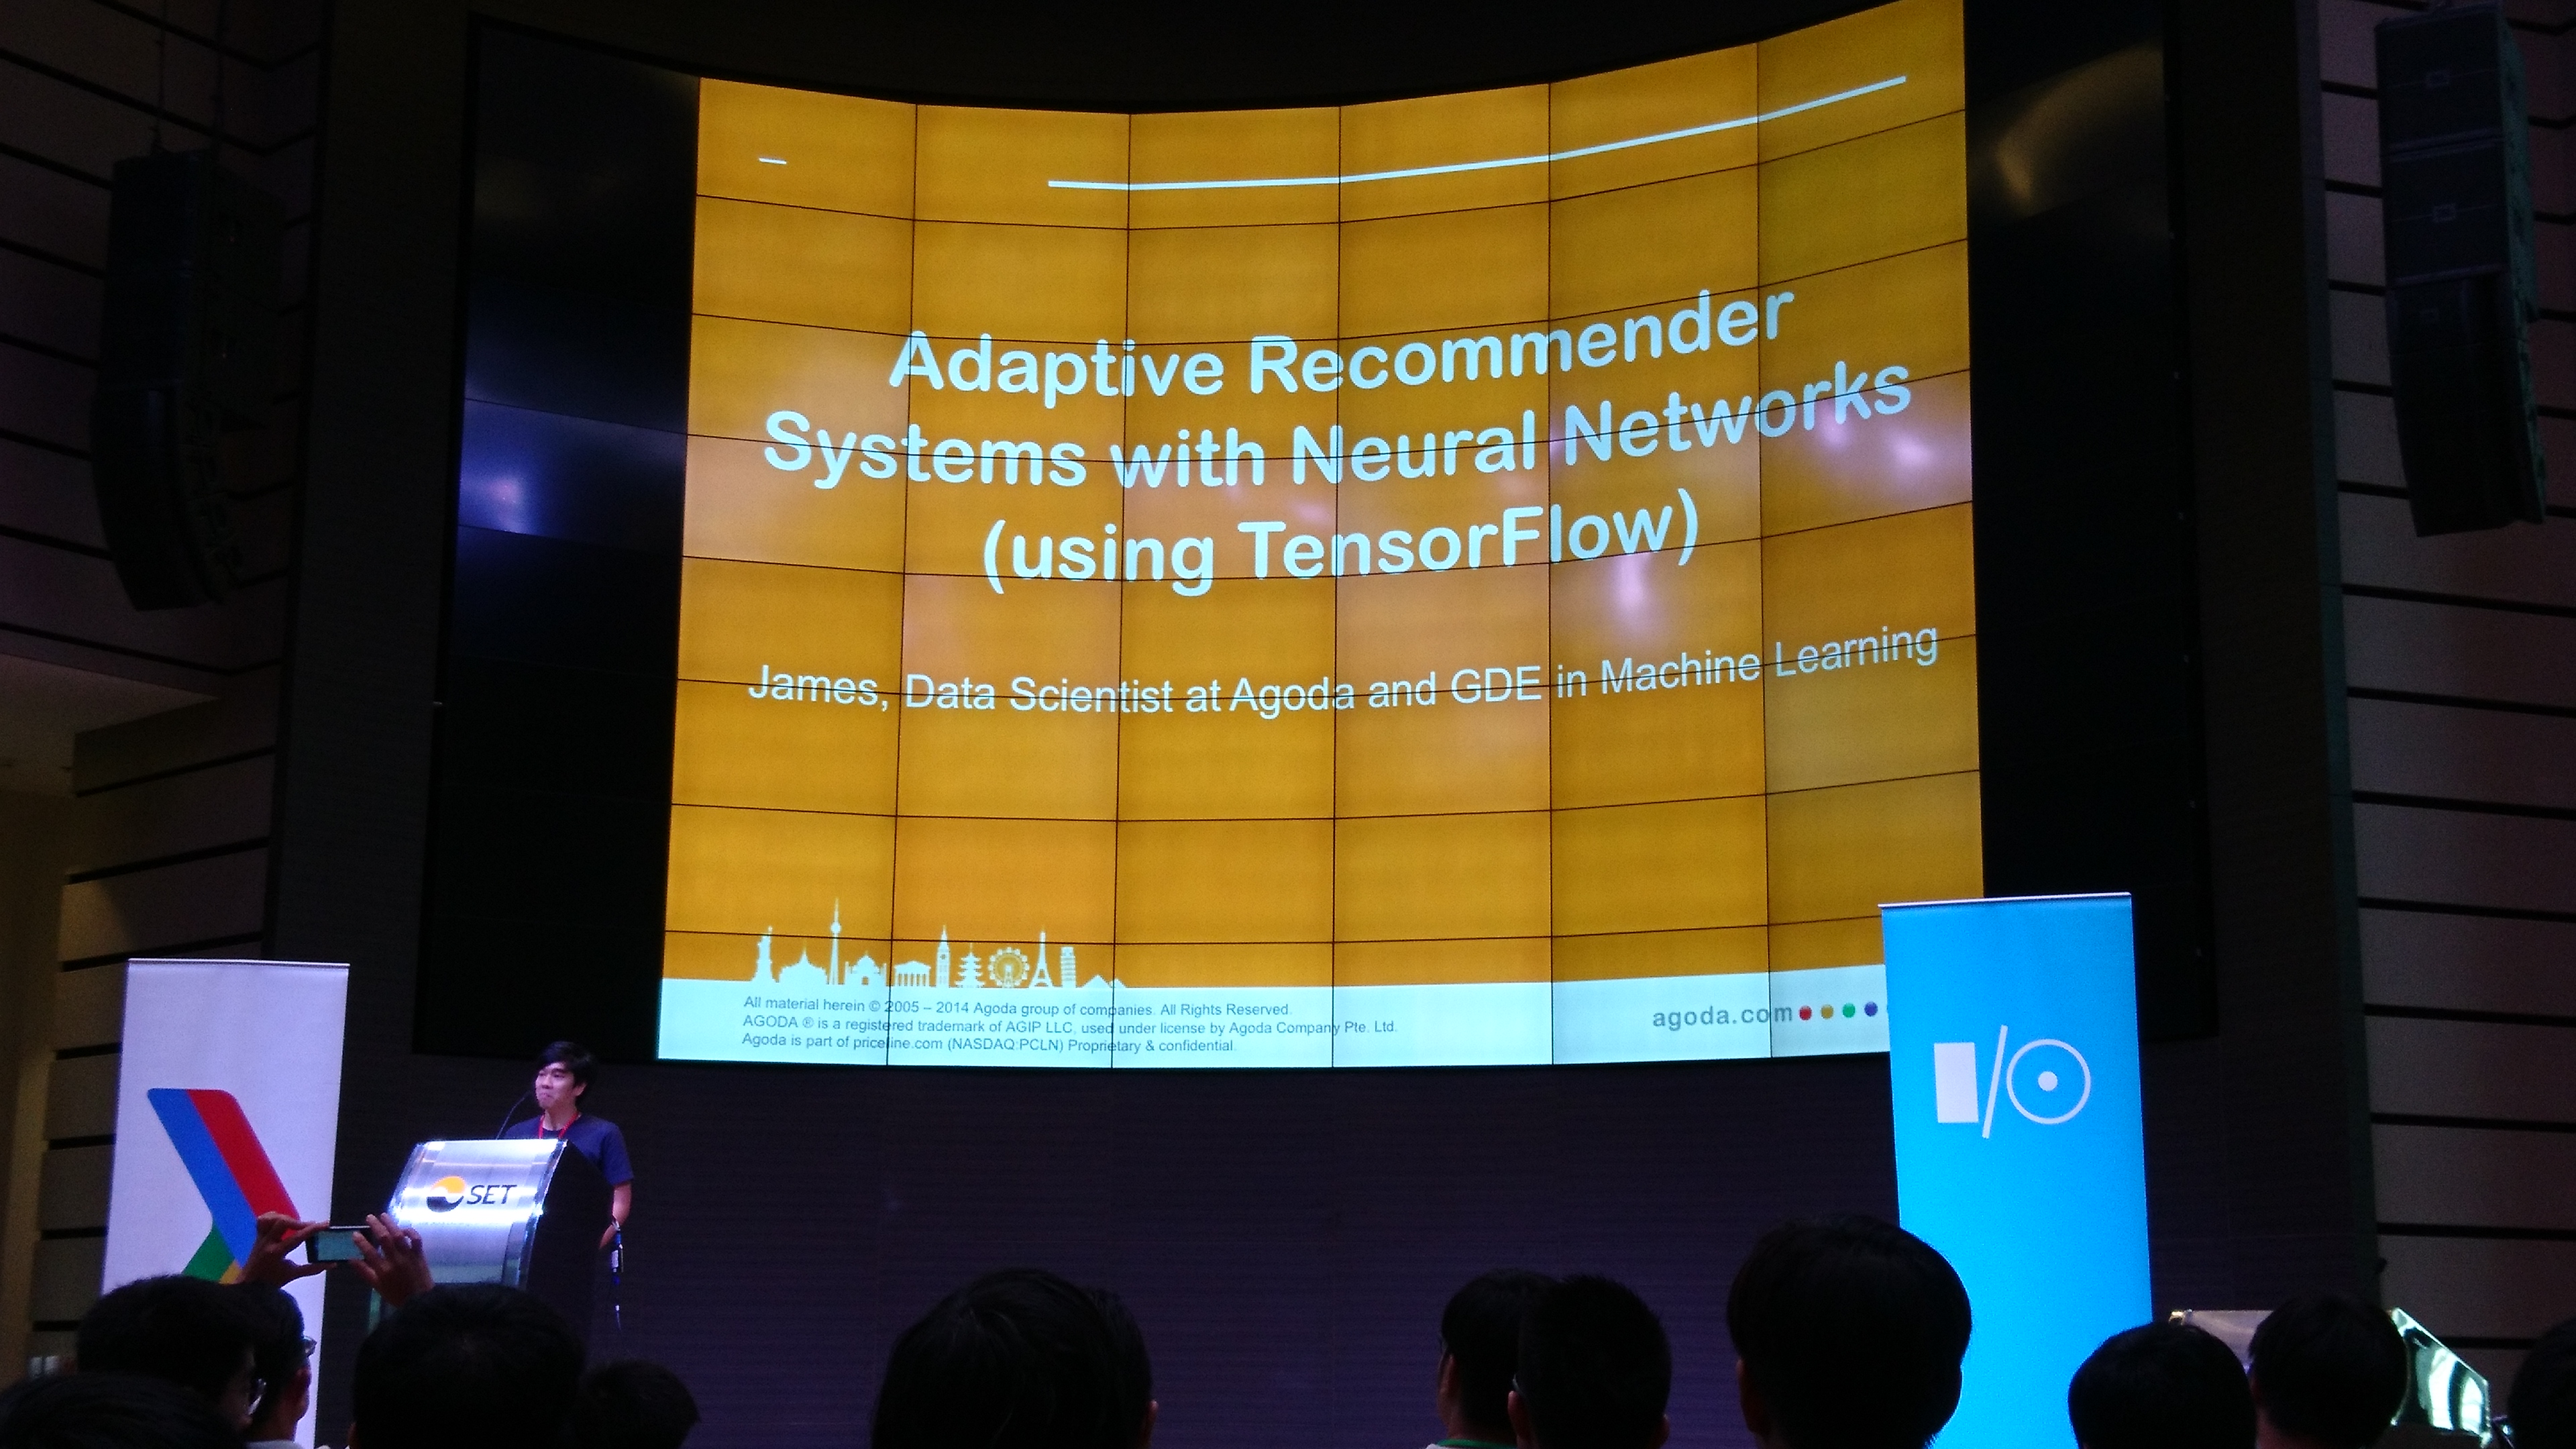 Adaptive Recommender
Systems with Neural Networks
(using TensorFlow)
James, Data Scientist at Agoda and GDE in Machine Learning
All material herein © 2005 – 2014 Agoda group of companies. All Rights Reserved.
AGODA ® is a registered trademark of AGIP LLC, used under license by Agoda Company Pte. Ltd.
Agoda is part of priceline.com (NASDAQ:PCLN) Proprietary & confidential.
agoda.com
I/O
SET